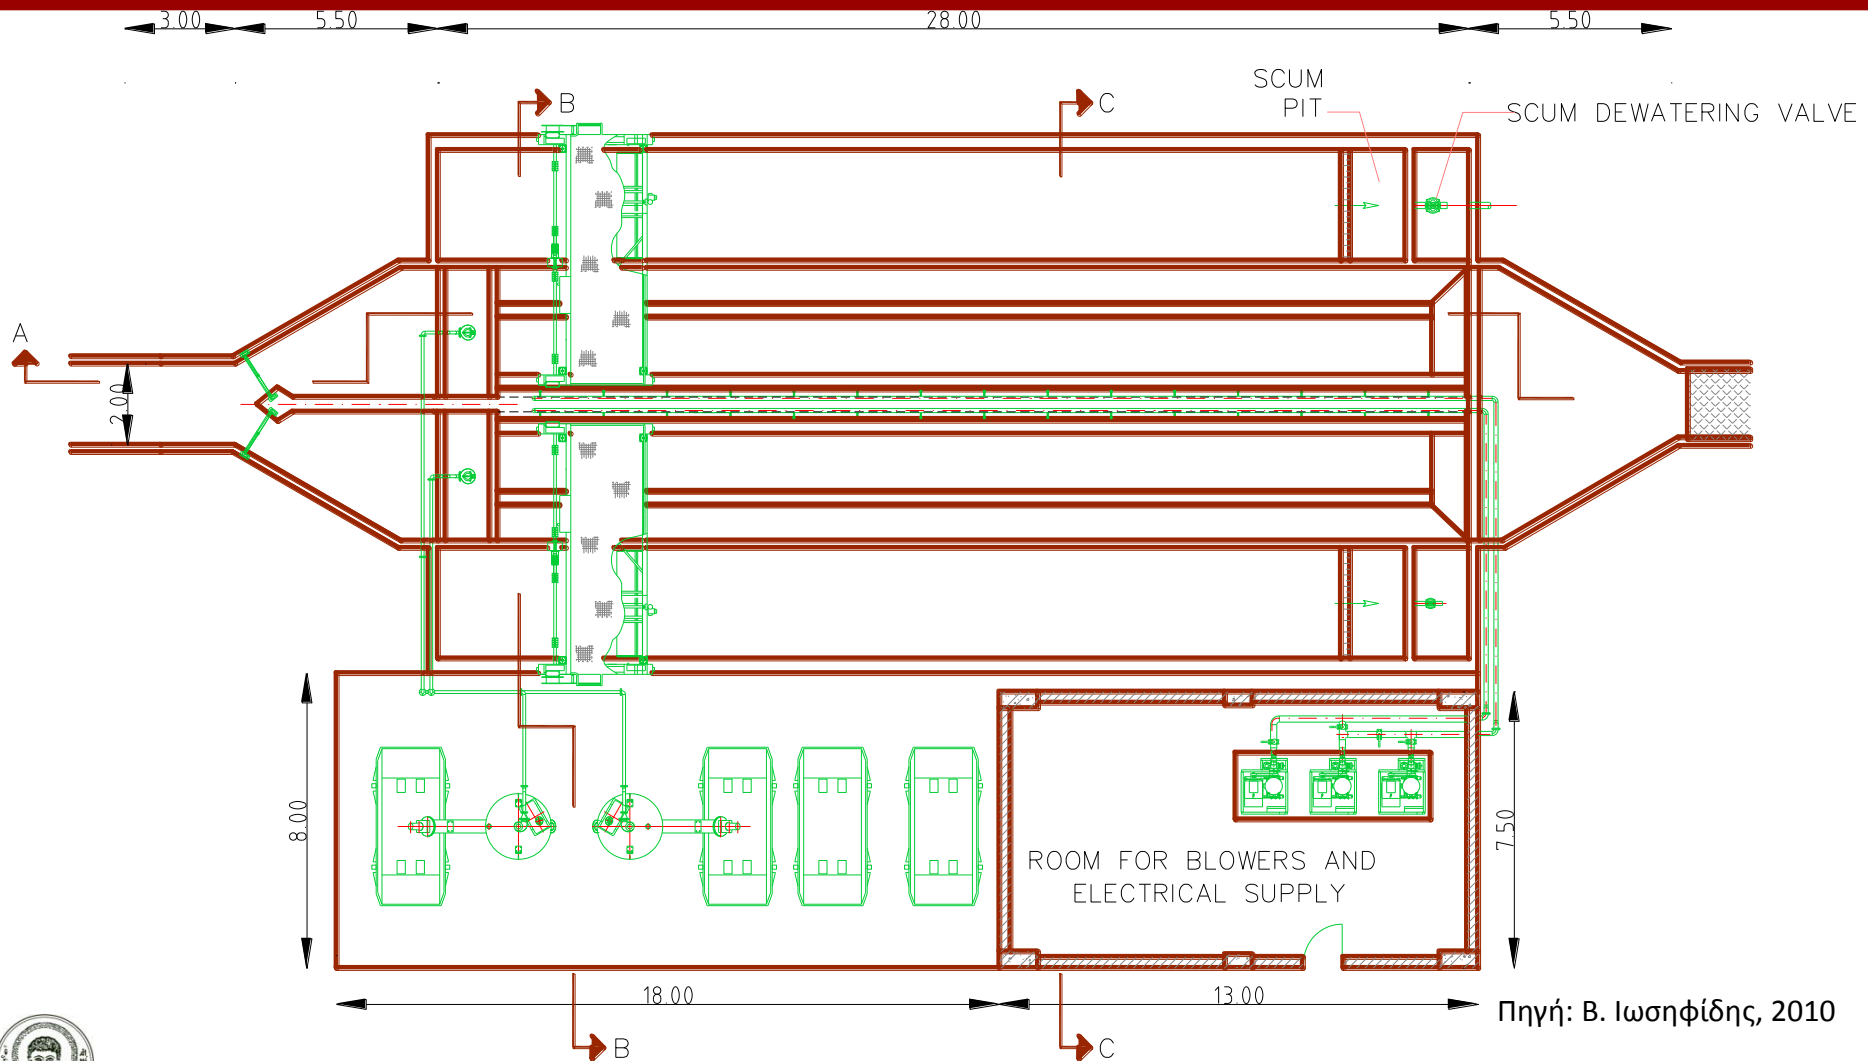 3.00 5.50 28.00 5.50
SCUM
PIT
SCUM DEWATERING VALVE
B C
A
2.00
8.00
7.50
ROOM FOR BLOWERS AND
ELECTRICAL SUPPLY
18.00 13.00
Πηγή: Β. Ιωσηφίδης, 2010
B C